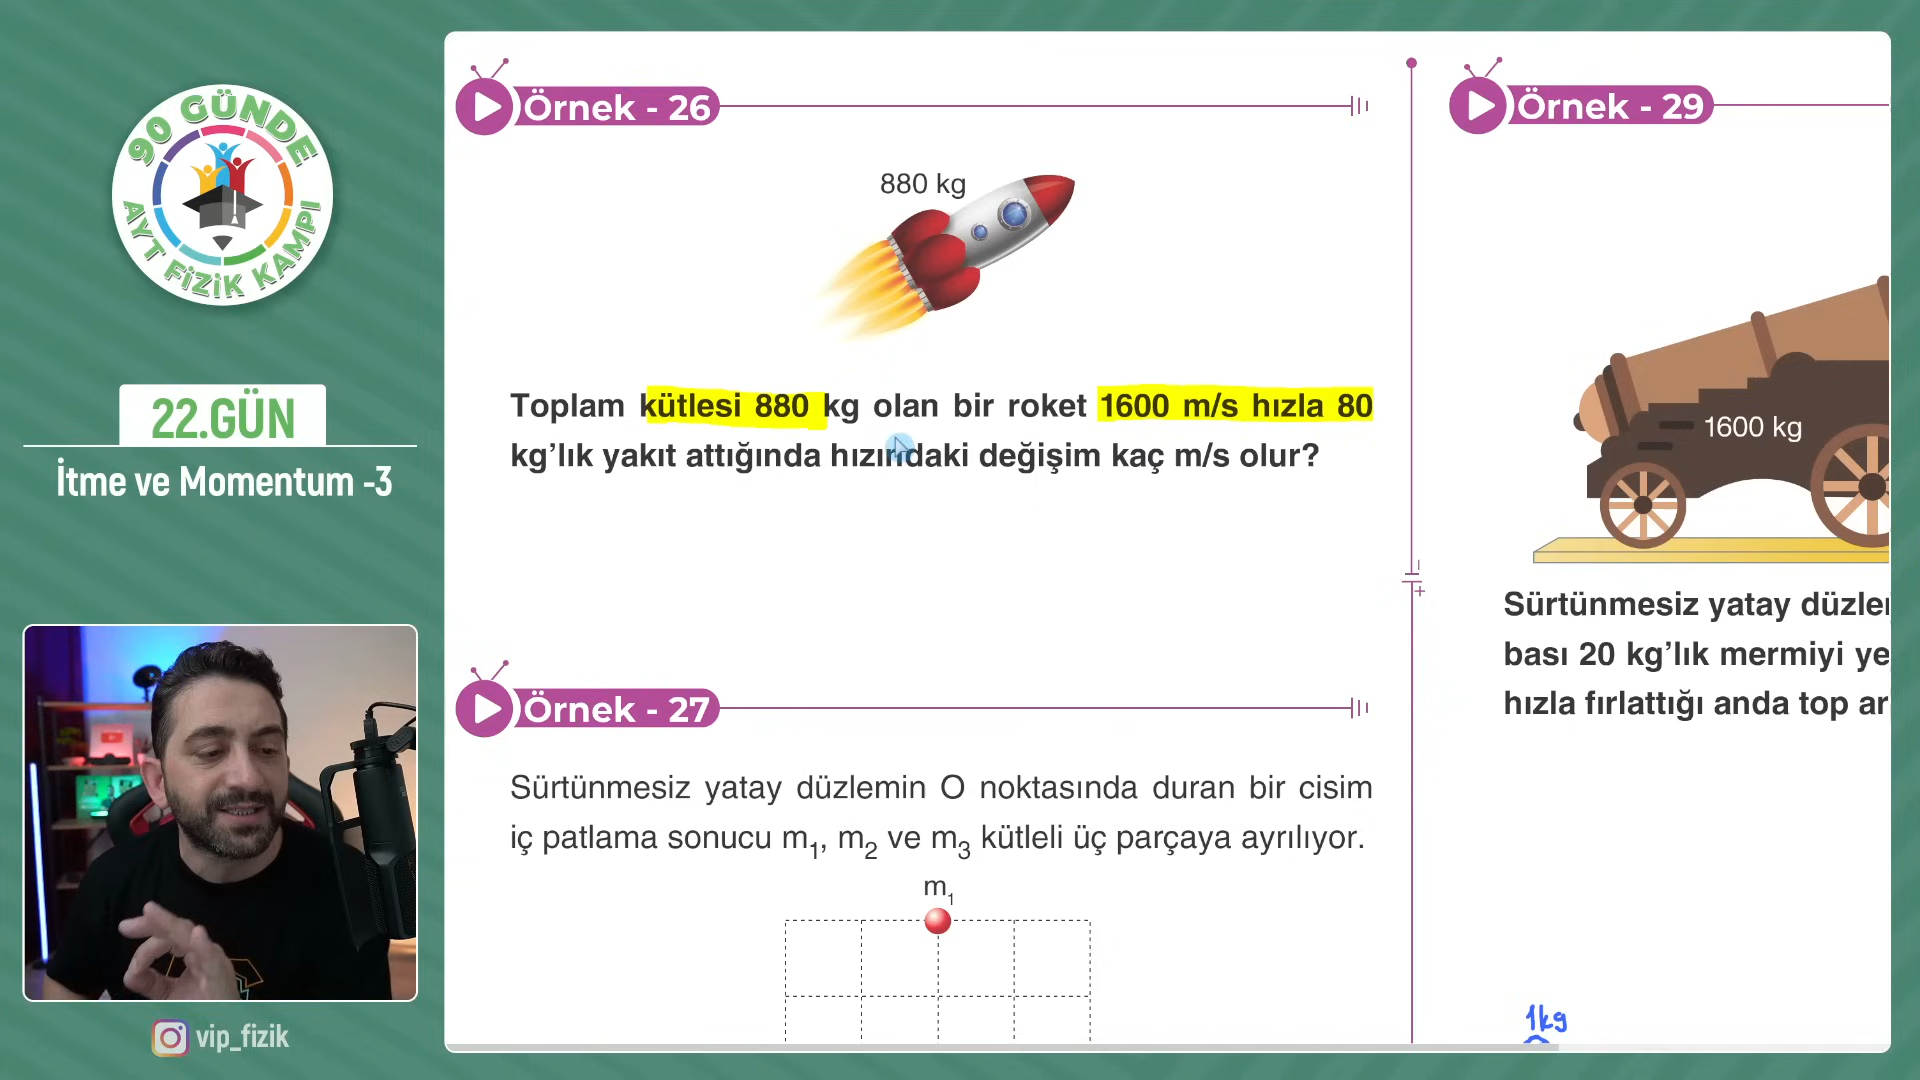 90 GÜNDE
AYT FİZİK KAMPI
22.GÜN
İtme ve Momentum -3
vip_fizik
Örnek - 26
880 kg
Toplam kütlesi 880 kg olan bir roket 1600 m/s hızla 80
kg’lık yakıt attığında hızındaki değişim kaç m/s olur?
Örnek - 27
Sürtünmesiz yatay düzlemin O noktasında duran bir cisim
iç patlama sonucu m1, m2 ve m3 kütleli üç parçaya ayrılıyor.
m1
Örnek - 29
1600 kg
Sürtünmesiz yatay düzle
bası 20 kg’lık mermiyi ye
hızla fırlattığı anda top ar
1kg